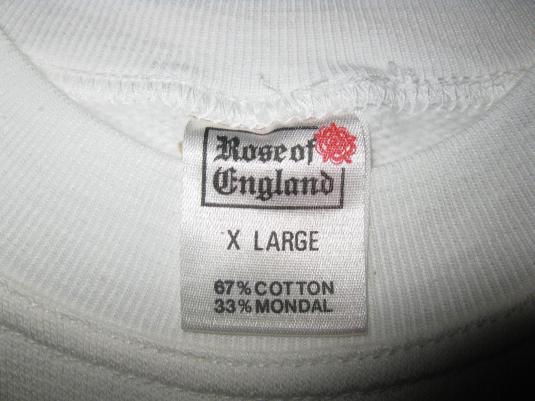 Rose of
England
X LARGE
67% COTTON
33% MONDAL